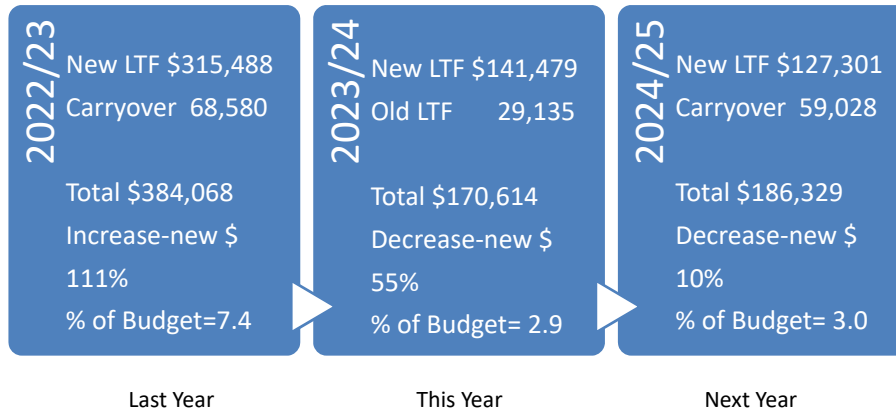 2022/23
New LTF $315,488
Carryover 68,580
Total $384,068
Increase-new $
111%
% of Budget=7.4
2023/24
New LTF $141,479
Old LTF 29,135
Total $170,614
Decrease-new $
55%
% of Budget= 2.9
2024/25
New LTF $127,301
Carryover 59,028
Total $186,329
Decrease-new $
10%
% of Budget= 3.0
Last Year
This Year
Next Year